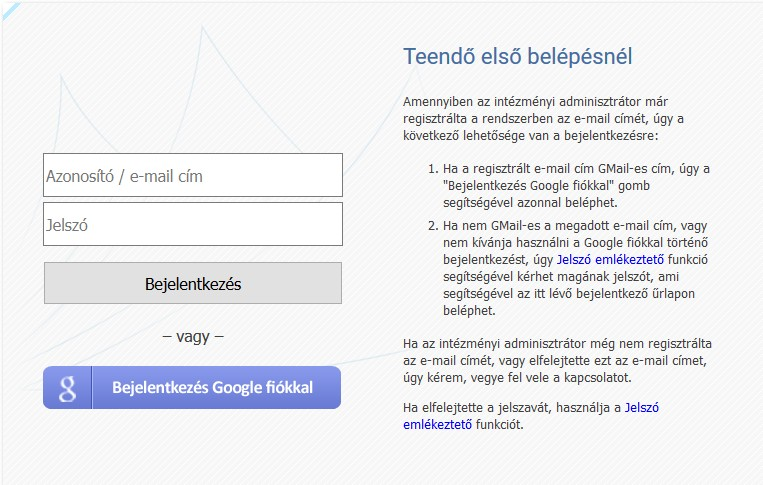 Azonosító / e-mail cím
Jelszó
Bejelentkezés
– vagy –
g
Bejelentkezés Google fiókkal
Teendő első belépésnél
Amennyiben az intézményi adminisztrátor már
regisztrálta a rendszerben az e-mail címét, úgy a
következő lehetősége van a bejelentkezésre:
1. Ha a regisztrált e-mail cím GMail-es cím, úgy a
"Bejelentkezés Google fiókkal" gomb
segítségével azonnal beléphet.
2. Ha nem GMail-es a megadott e-mail cím, vagy
nem kívánja használni a Google fiókkal történő
bejelentkezést, úgy Jelszó emlékeztető funkció
segítségével kérhet magának jelszót, ami
segítségével az itt lévő bejelentkező űrlapon
beléphet.
Ha az intézményi adminisztrátor még nem regisztrálta
az e-mail címét, vagy elfelejtette ezt az e-mail címet,
úgy kérem, vegye fel vele a kapcsolatot.
Ha elfelejtette a jelszavát, használja a Jelszó
emlékeztető funkciót.